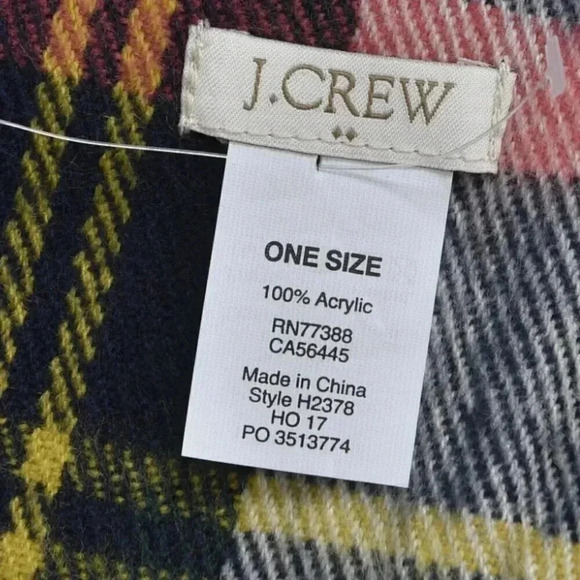 J.CREW
ONE SIZE
100% Acrylic
RN77388
CA56445
Made in China
Style H2378
HO 17
PO 3513774